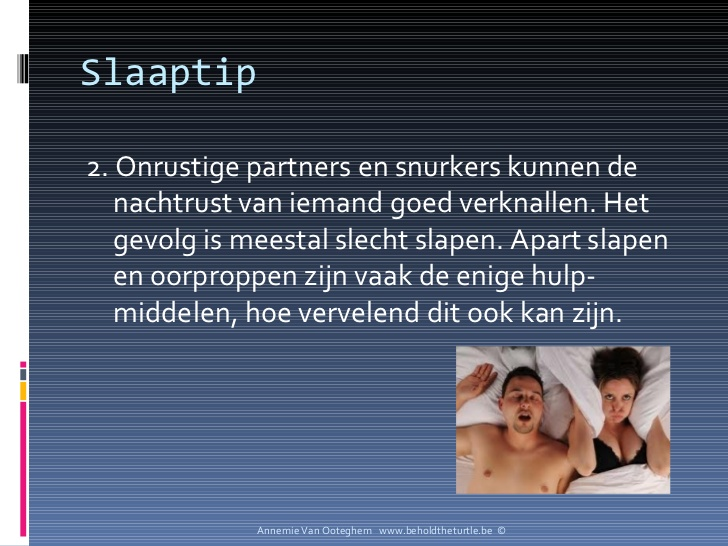 Slaaptip
2. Onrustige partners en snurkers kunnen de
nachtrust van iemand goed verknallen. Het
gevolg is meestal slecht slapen. Apart slapen
en oorproppen zijn vaak de enige hulp-
middelen, hoe vervelend dit ook kan zijn.
Annemie Van Ooteghem www.beholdtheturtle.be ©